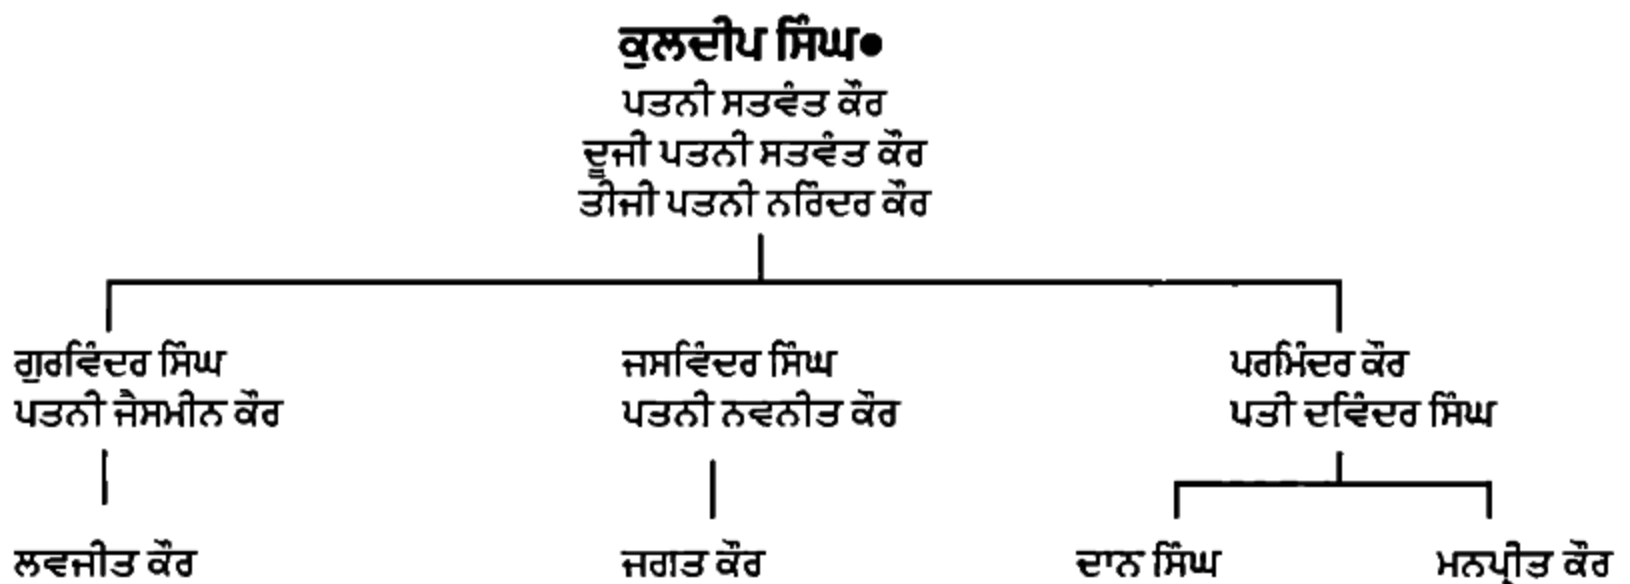 ਕੁਲਦੀਪ ਸਿੰਘ●
ਪਤਨੀ ਸਤਵੰਤ ਕੌਰ
ਦੂਜੀ ਪਤਨੀ ਸਤਵੰਤ ਕੌਰ
ਤੀਜੀ ਪਤਨੀ ਨਰਿੰਦਰ ਕੌਰ
ਗੁਰਵਿੰਦਰ ਸਿੰਘ
ਪਤਨੀ ਜੈਸਮੀਨ ਕੌਰ
ਜਸਵਿੰਦਰ ਸਿੰਘ
ਪਤਨੀ ਨਵਨੀਤ ਕੌਰ
ਪਰਮਿੰਦਰ ਕੌਰ
ਪਤੀ ਦਵਿੰਦਰ ਸਿੰਘ
ਲਵਜੀਤ ਕੌਰ
ਜਗਤ ਕੌਰ
ਦਾਨ ਸਿੰਘ
ਮਨਪ੍ਰੀਤ ਕੌਰ